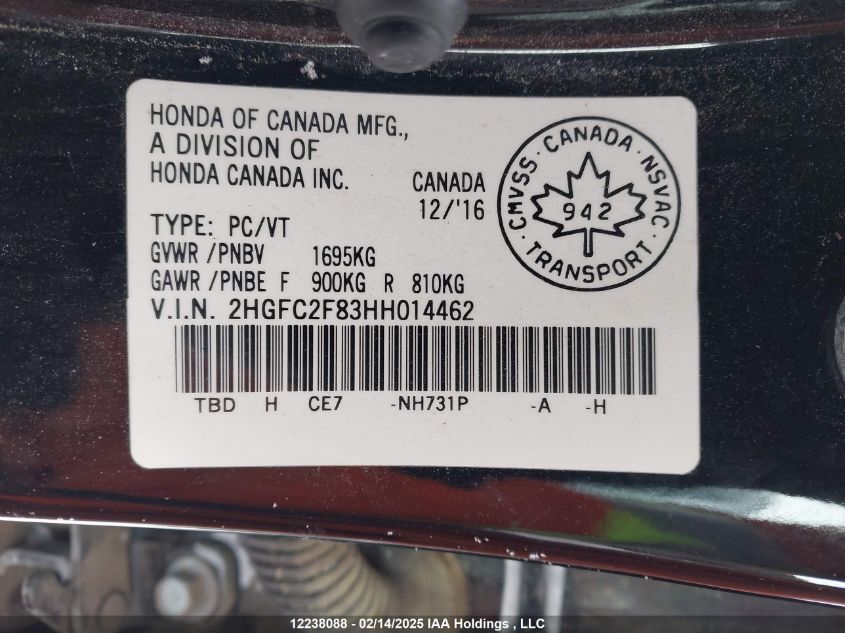 HONDA OF CANADA MFG.,
A DIVISION OF
HONDA CANADA INC.
CANADA
12/'16
TYPE: PC/VT
GVWR /PNBV 1695KG
GAWR /PNBE F 900KG R 810KG
V.I.N. 2HGFC2F83HH014462
TBD H CE7 -NH731P -A -H
CMVSS · CANADA · NSVAC · TRANSPORT ·
942
12238088 - 02/14/2025 IAA Holdings , LLC